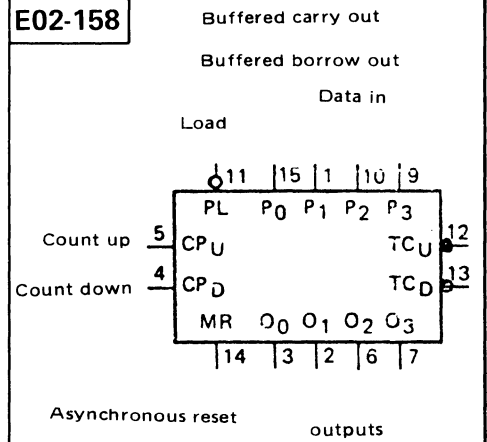 E02-158
Buffered carry out
Buffered borrow out
Data in
Load
11 15 1 10 9
PL P0 P1 P2 P3
Count up 5 CPU TCU 12
Count down 4 CPD TCD 13
MR O0 O1 O2 O3
14 3 2 6 7
Asynchronous reset
outputs